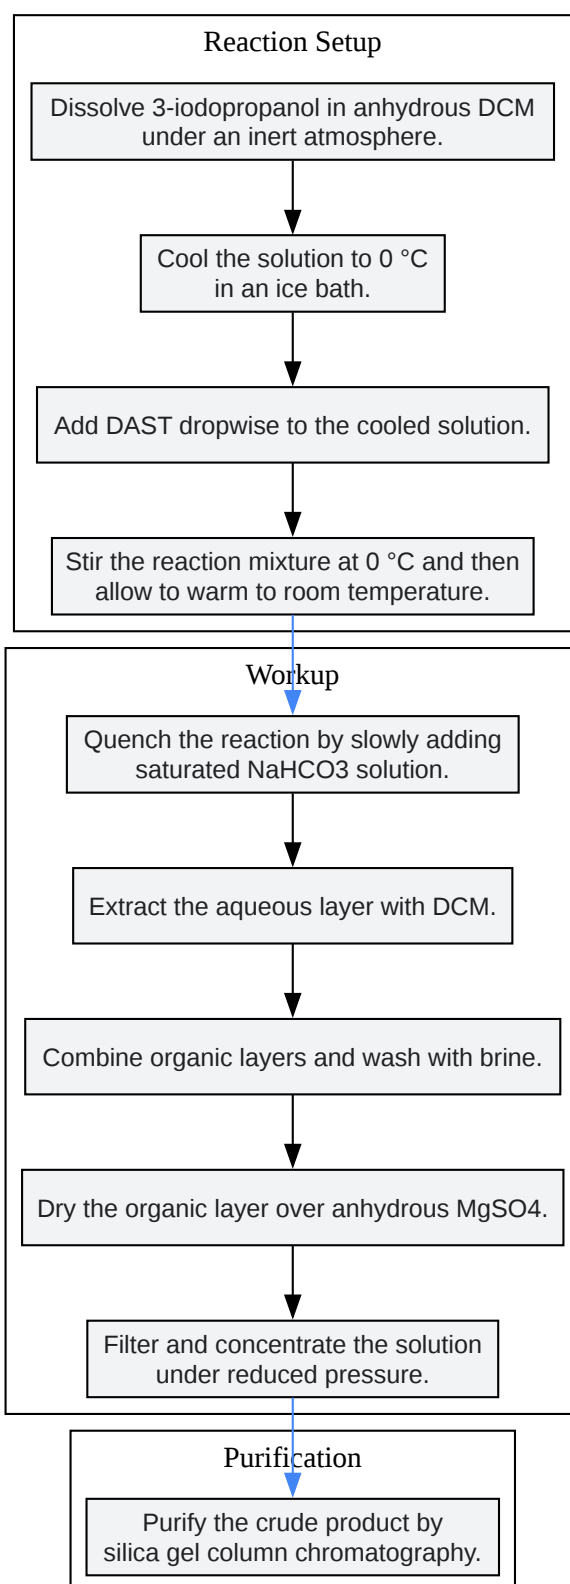 Reaction Setup
Dissolve 3-iodopropanol in anhydrous DCM
under an inert atmosphere.
Cool the solution to 0 °C
in an ice bath.
Add DAST dropwise to the cooled solution.
Stir the reaction mixture at 0 °C and then
allow to warm to room temperature.
Workup
Quench the reaction by slowly adding
saturated NaHCO3 solution.
Extract the aqueous layer with DCM.
Combine organic layers and wash with brine.
Dry the organic layer over anhydrous MgSO4.
Filter and concentrate the solution
under reduced pressure.
Purification
Purify the crude product by
silica gel column chromatography.